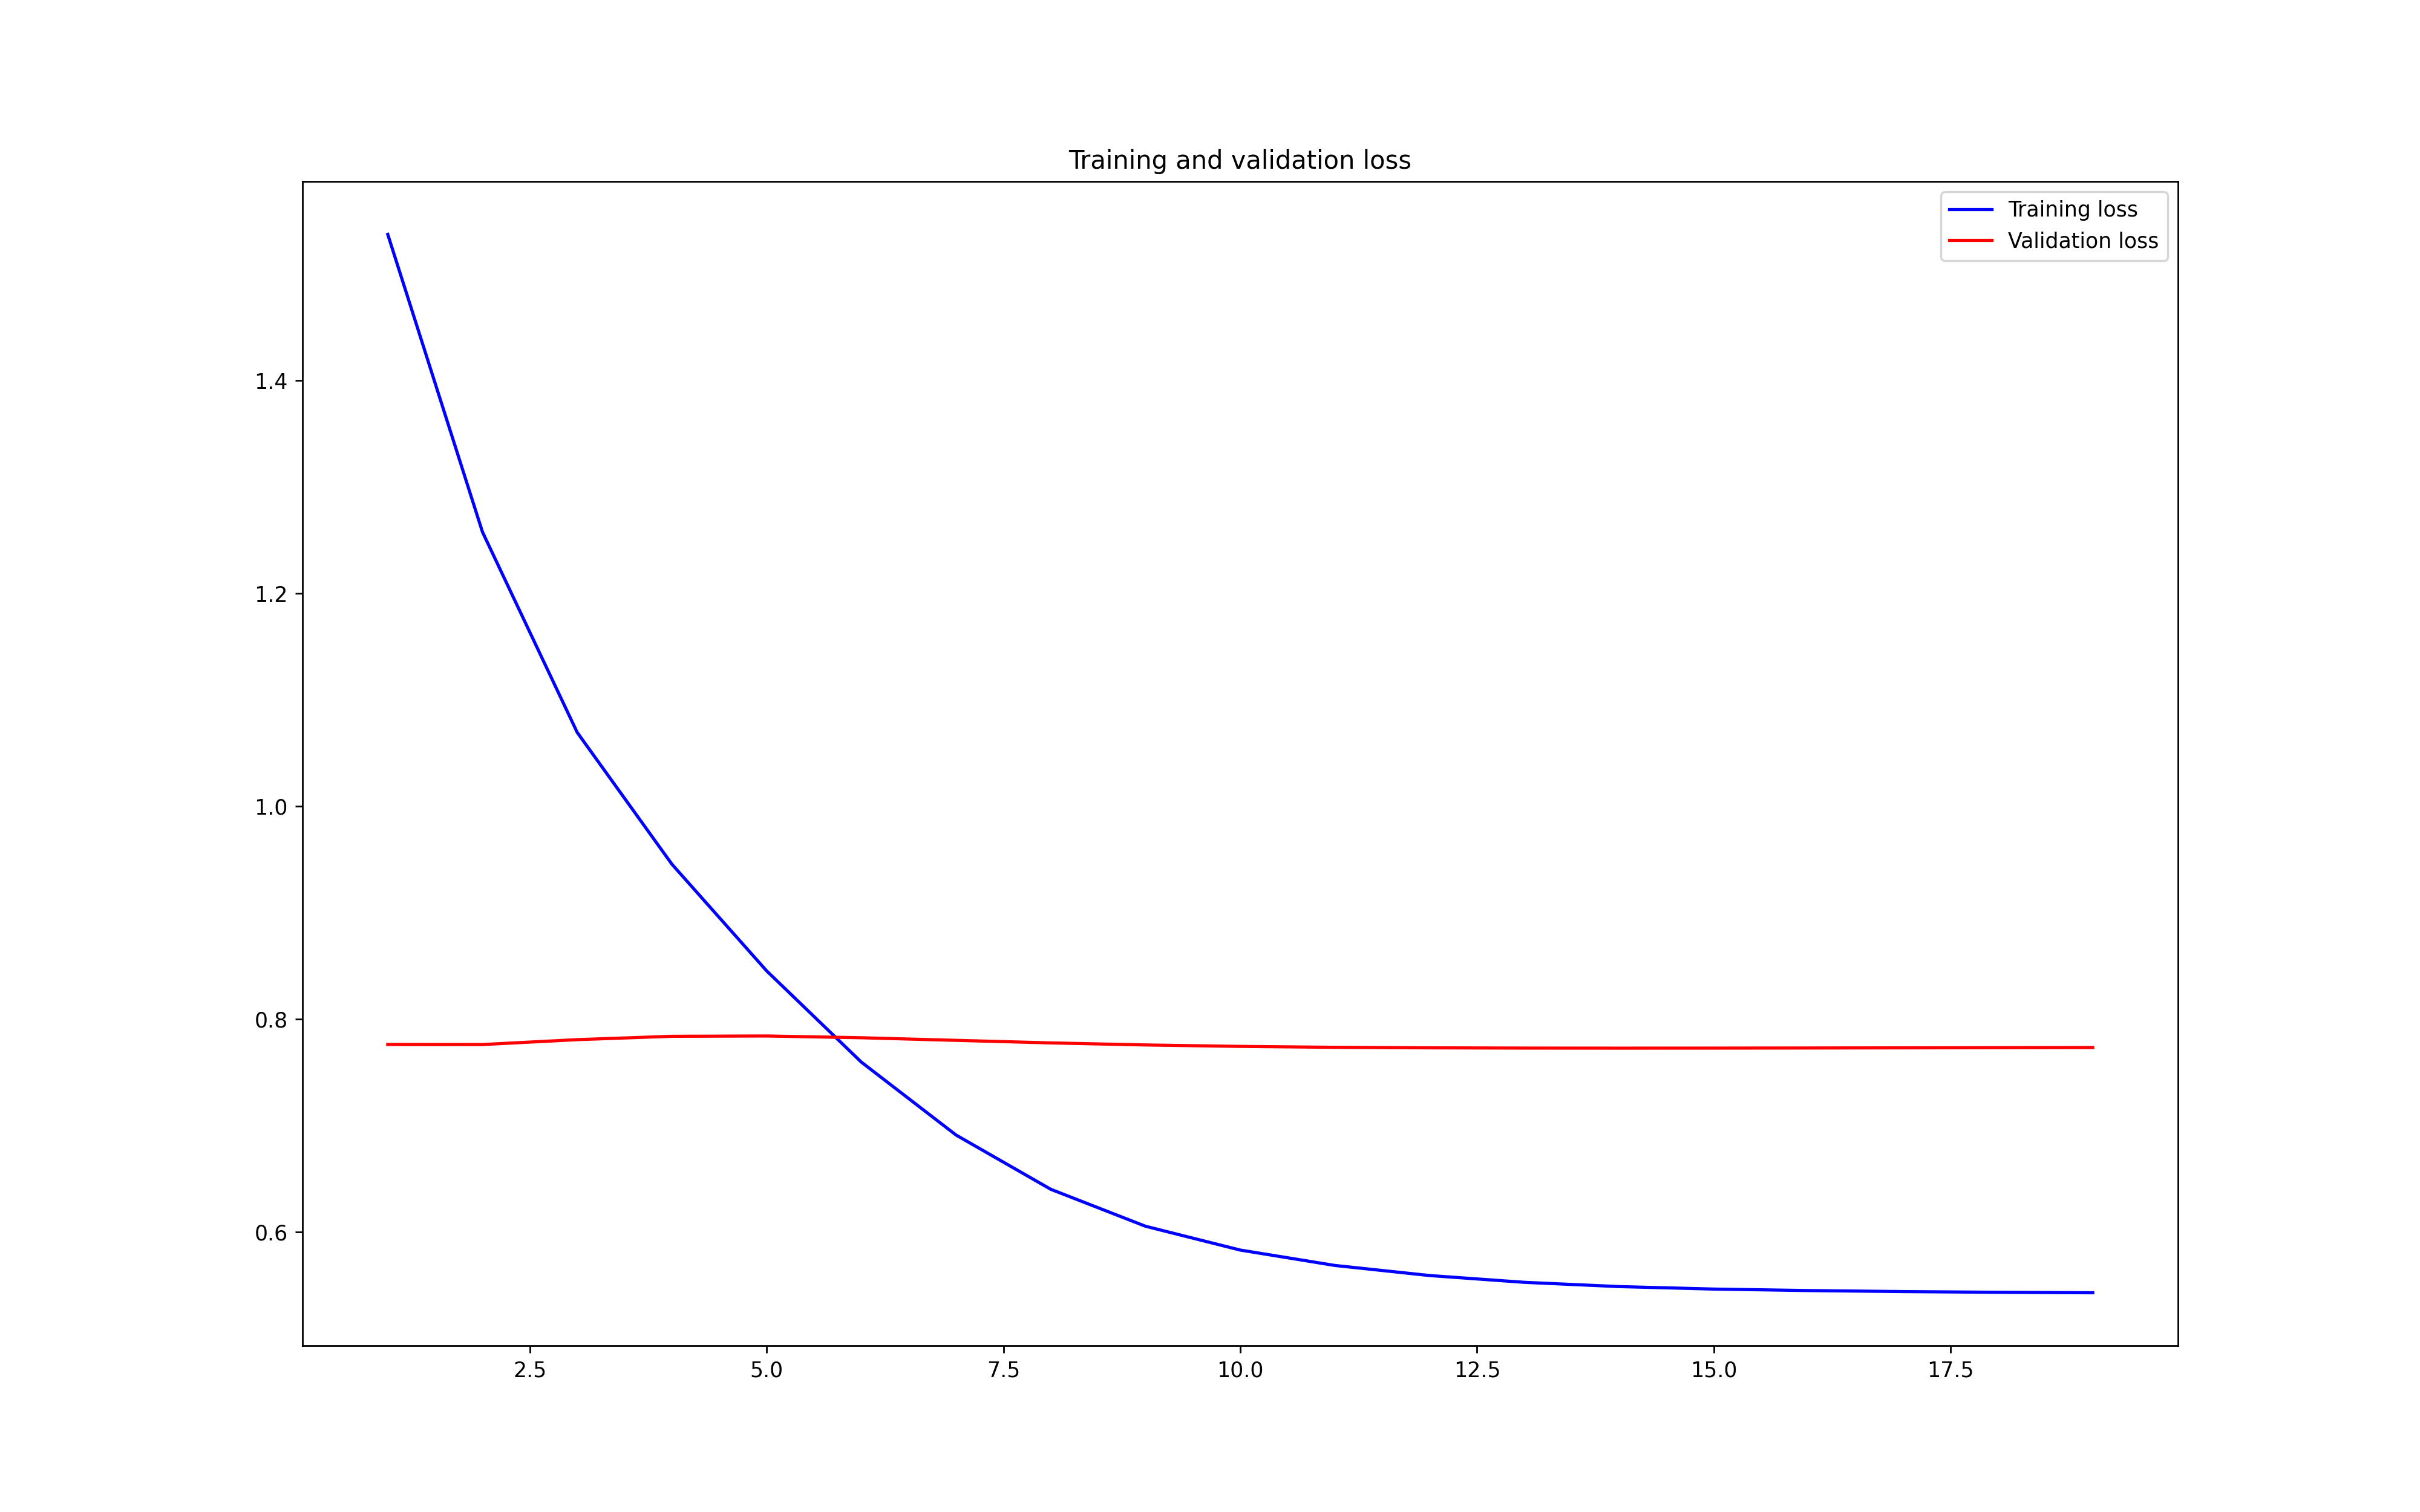 Training and validation loss
Training loss
Validation loss
1.4
1.2
1.0
0.8
0.6
2.5 5.0 7.5 10.0 12.5 15.0 17.5